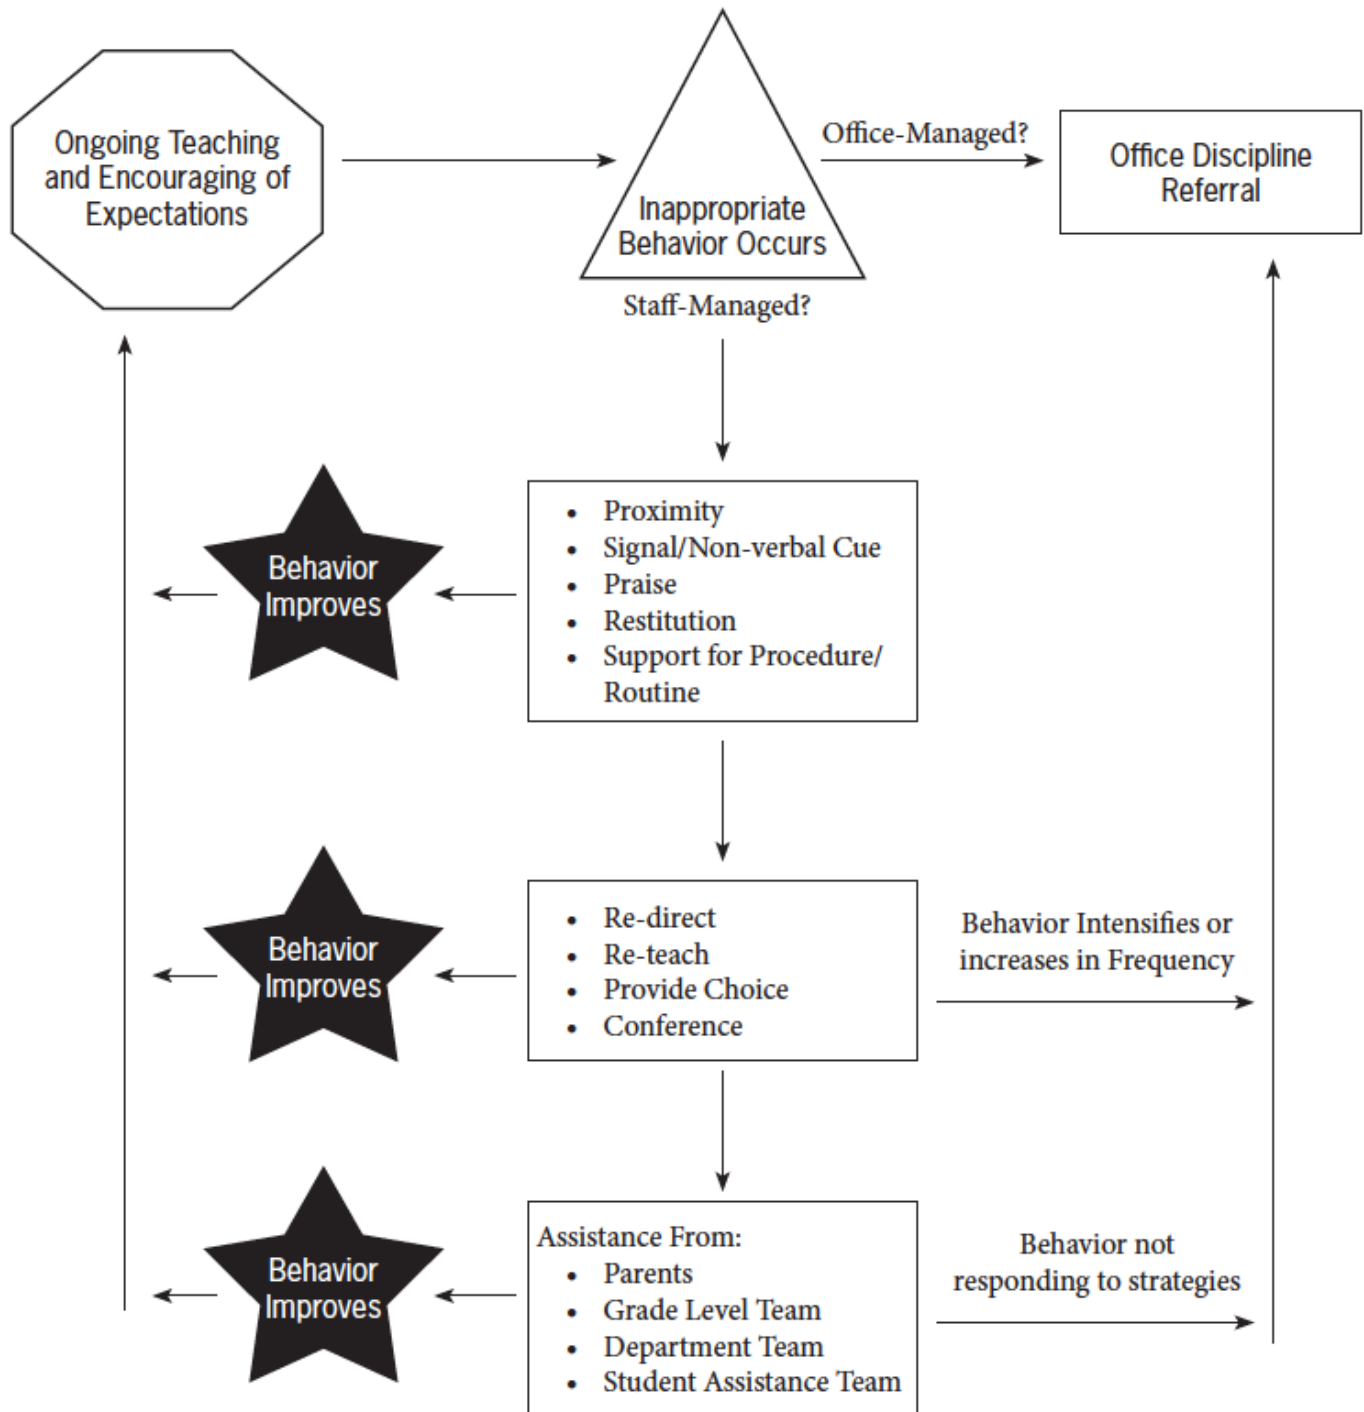 Ongoing Teaching
and Encouraging of
Expectations
Inappropriate
Behavior Occurs
Office-Managed?
Office Discipline
Referral
Staff-Managed?
Behavior
Improves
• Proximity
• Signal/Non-verbal Cue
• Praise
• Restitution
• Support for Procedure/
Routine
Behavior
Improves
• Re-direct
• Re-teach
• Provide Choice
• Conference
Behavior Intensifies or
increases in Frequency
Behavior
Improves
Assistance From:
• Parents
• Grade Level Team
• Department Team
• Student Assistance Team
Behavior not
responding to strategies